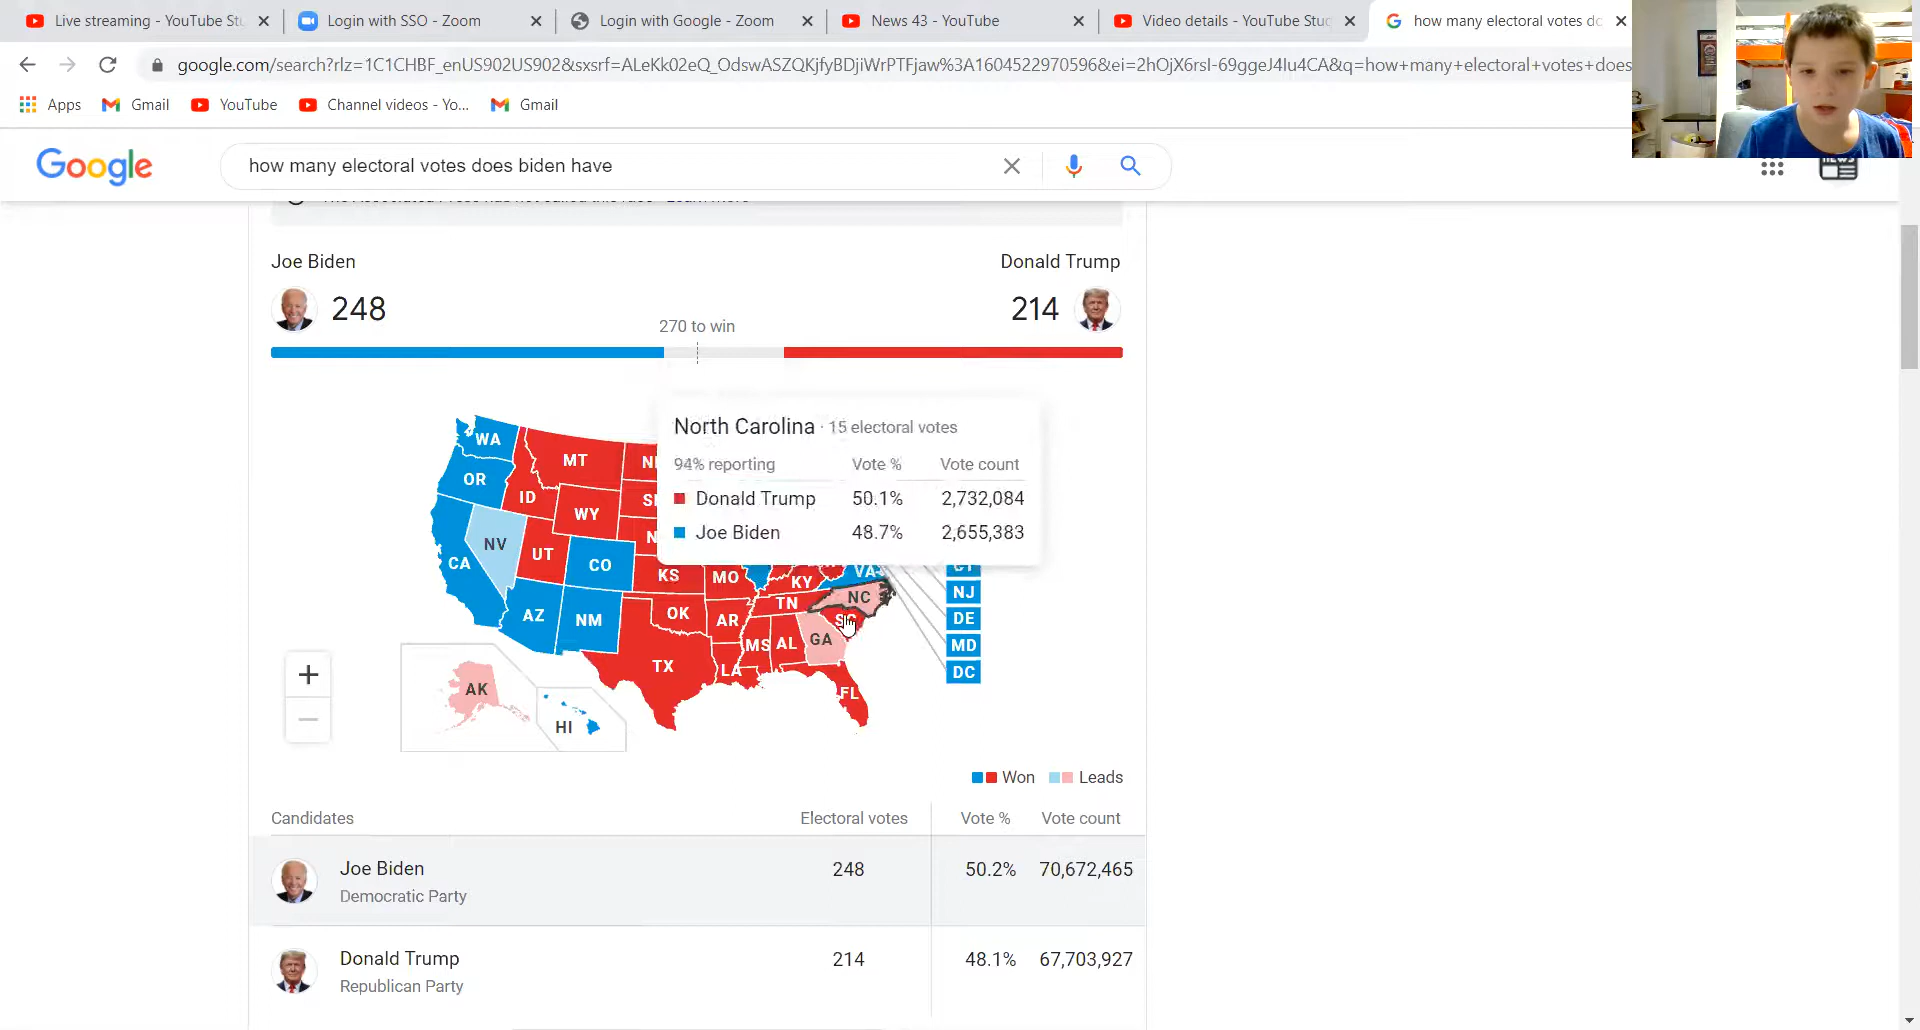 Live streaming - YouTube Stu
Login with SSO - Zoom
Login with Google - Zoom
News 43 - YouTube
Video details - YouTube Stud
how many electoral votes do
google.com/search?rlz=1C1CHBF_enUS902US902&sxsrf=ALeKk02eQ_OdswASZQKjfyBDjiWrPTFjaw%3A1604522970596&ei=2hOjX6rsI-69ggeJ4Iu4CA&q=how+many+electoral+votes+does
Apps
Gmail
YouTube
Channel videos - Yo...
Gmail
Google
how many electoral votes does biden have
Joe Biden
Donald Trump
248
214
270 to win
North Carolina · 15 electoral votes
94% reporting Vote % Vote count
Donald Trump 50.1% 2,732,084
Joe Biden 48.7% 2,655,383
WA
MT
OR
ID
WY
NV
UT
CO
CA
KS
MO
KY
VA
CT
NJ
NC
TN
AZ
NM
OK
AR
DE
MS
AL
GA
MD
TX
LA
DC
FL
AK
HI
+
−
Won
Leads
Candidates Electoral votes Vote % Vote count
Joe Biden 248 50.2% 70,672,465
Democratic Party
Donald Trump 214 48.1% 67,703,927
Republican Party